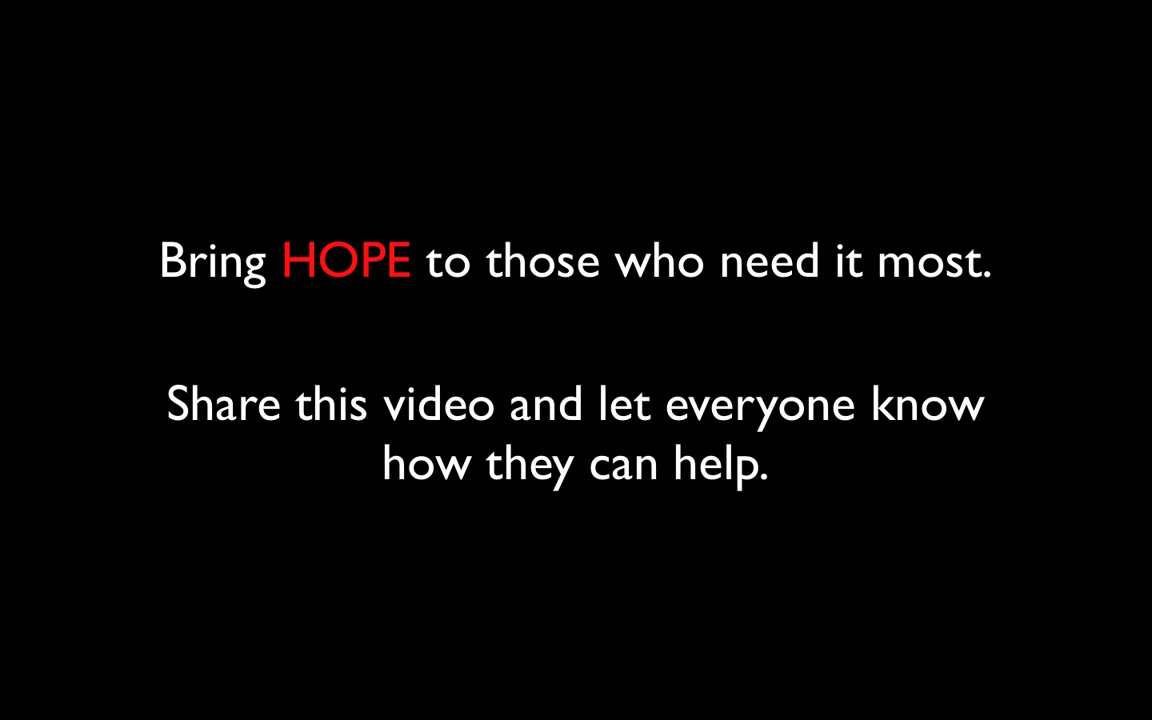 Bring HOPE to those who need it most.
Share this video and let everyone know
how they can help.